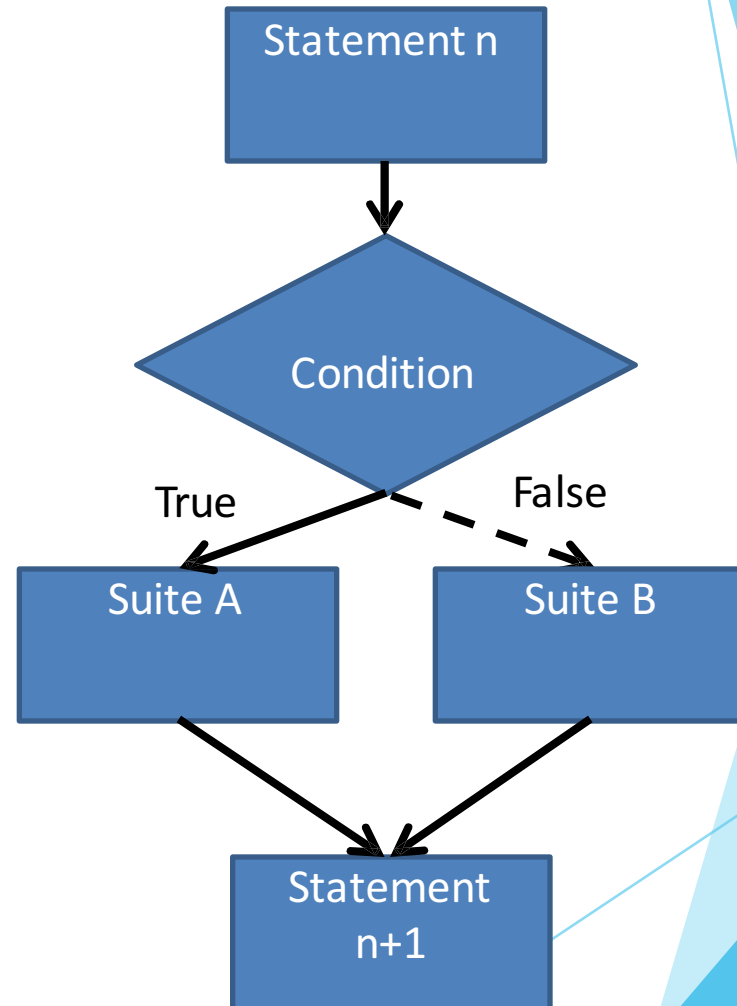 Statement n
Condition
True
False
Suite A
Suite B
Statement
n+1